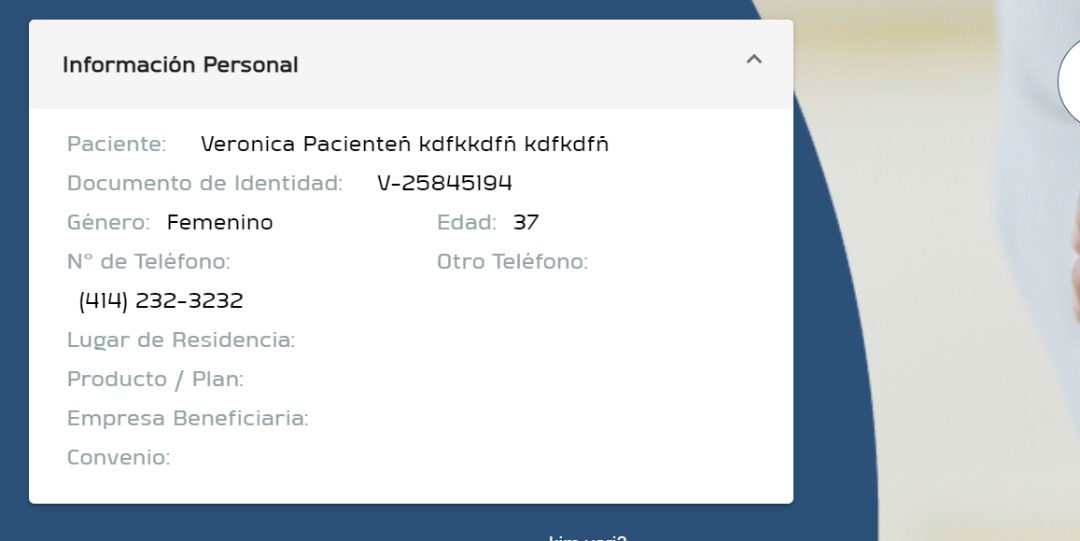 Información Personal
Paciente: Veronica Pacienteñ kdfkkdfñ kdfkdfñ
Documento de Identidad: V-25845194
Género: Femenino Edad: 37
N° de Teléfono: Otro Teléfono:
(414) 232-3232
Lugar de Residencia:
Producto / Plan:
Empresa Beneficiaria:
Convenio: